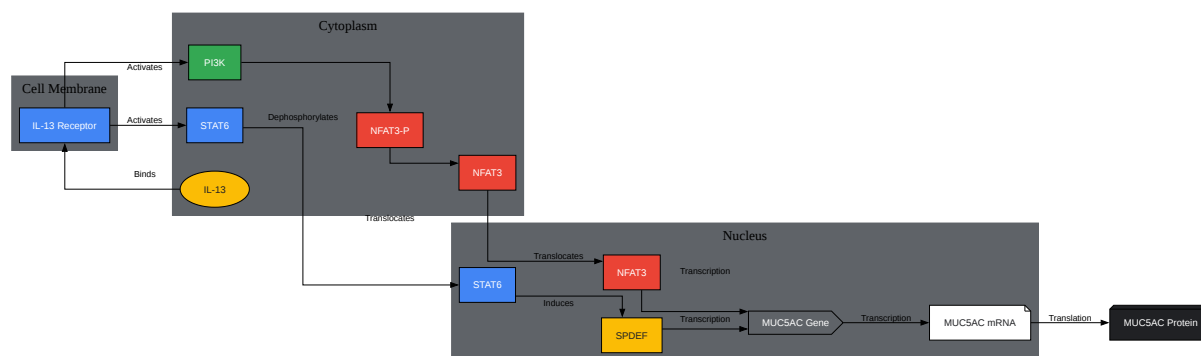 Cytoplasm
PI3K
Activates
Cell Membrane
IL-13 Receptor
Activates
STAT6
Dephosphorylates
NFAT3-P
NFAT3
Binds
IL-13
Translocates
Nucleus
Translocates
NFAT3
Transcription
STAT6
Induces
SPDEF
Transcription
MUC5AC Gene
Transcription
MUC5AC mRNA
Translation
MUC5AC Protein